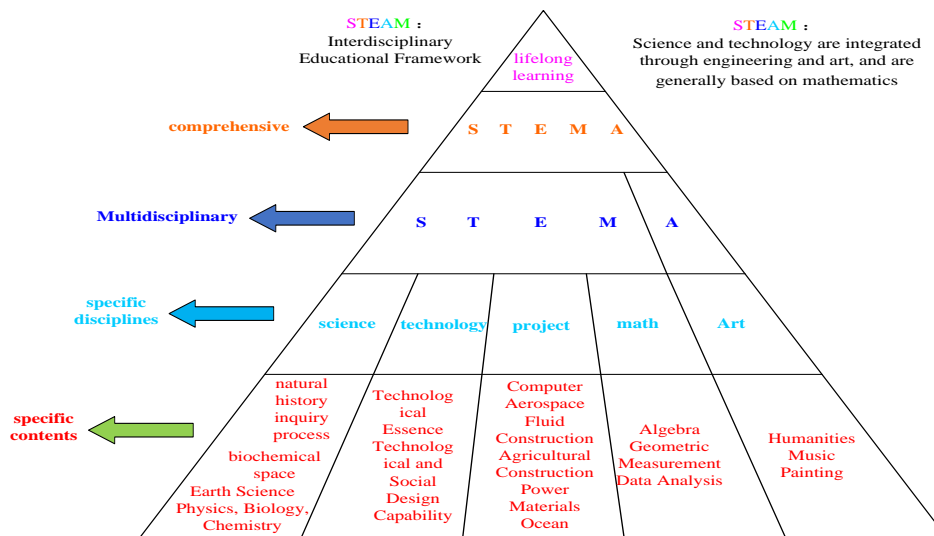 STEAM：
Interdisciplinary
Educational Framework
STEAM：
Science and technology are integrated
through engineering and art, and are
generally based on mathematics
lifelong
learning
comprehensive
S T E M A
Multidisciplinary
S T E M A
specific
disciplines
science
technology
project
math
Art
specific
contents
natural
history
inquiry
process
biochemical
space
Earth Science
Physics, Biology,
Chemistry
Technolog
ical
Essence
Technolog
ical and
Social
Design
Capability
Computer
Aerospace
Fluid
Construction
Agricultural
Construction
Power
Materials
Ocean
Algebra
Geometric
Measurement
Data Analysis
Humanities
Music
Painting